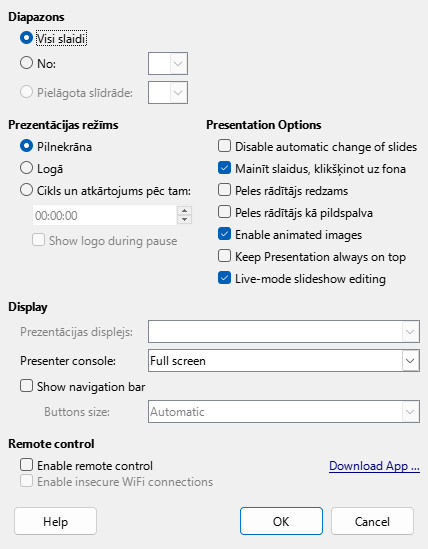 Diapazons
Visi slaidi
No:
Pielāgota slīdrāde:
Prezentācijas režīms
Pilnekrāna
Logā
Cikls un atkārtojums pēc tam:
00:00:00
Show logo during pause
Presentation Options
Disable automatic change of slides
Mainīt slaidus, klikšķinot uz fona
Peles rādītājs redzams
Peles rādītājs kā pildspalva
Enable animated images
Keep Presentation always on top
Live-mode slideshow editing
Display
Prezentācijas displejs:
Presenter console: Full screen
Show navigation bar
Buttons size: Automatic
Remote control
Enable remote control Download App ...
Enable insecure WiFi connections
Help OK Cancel